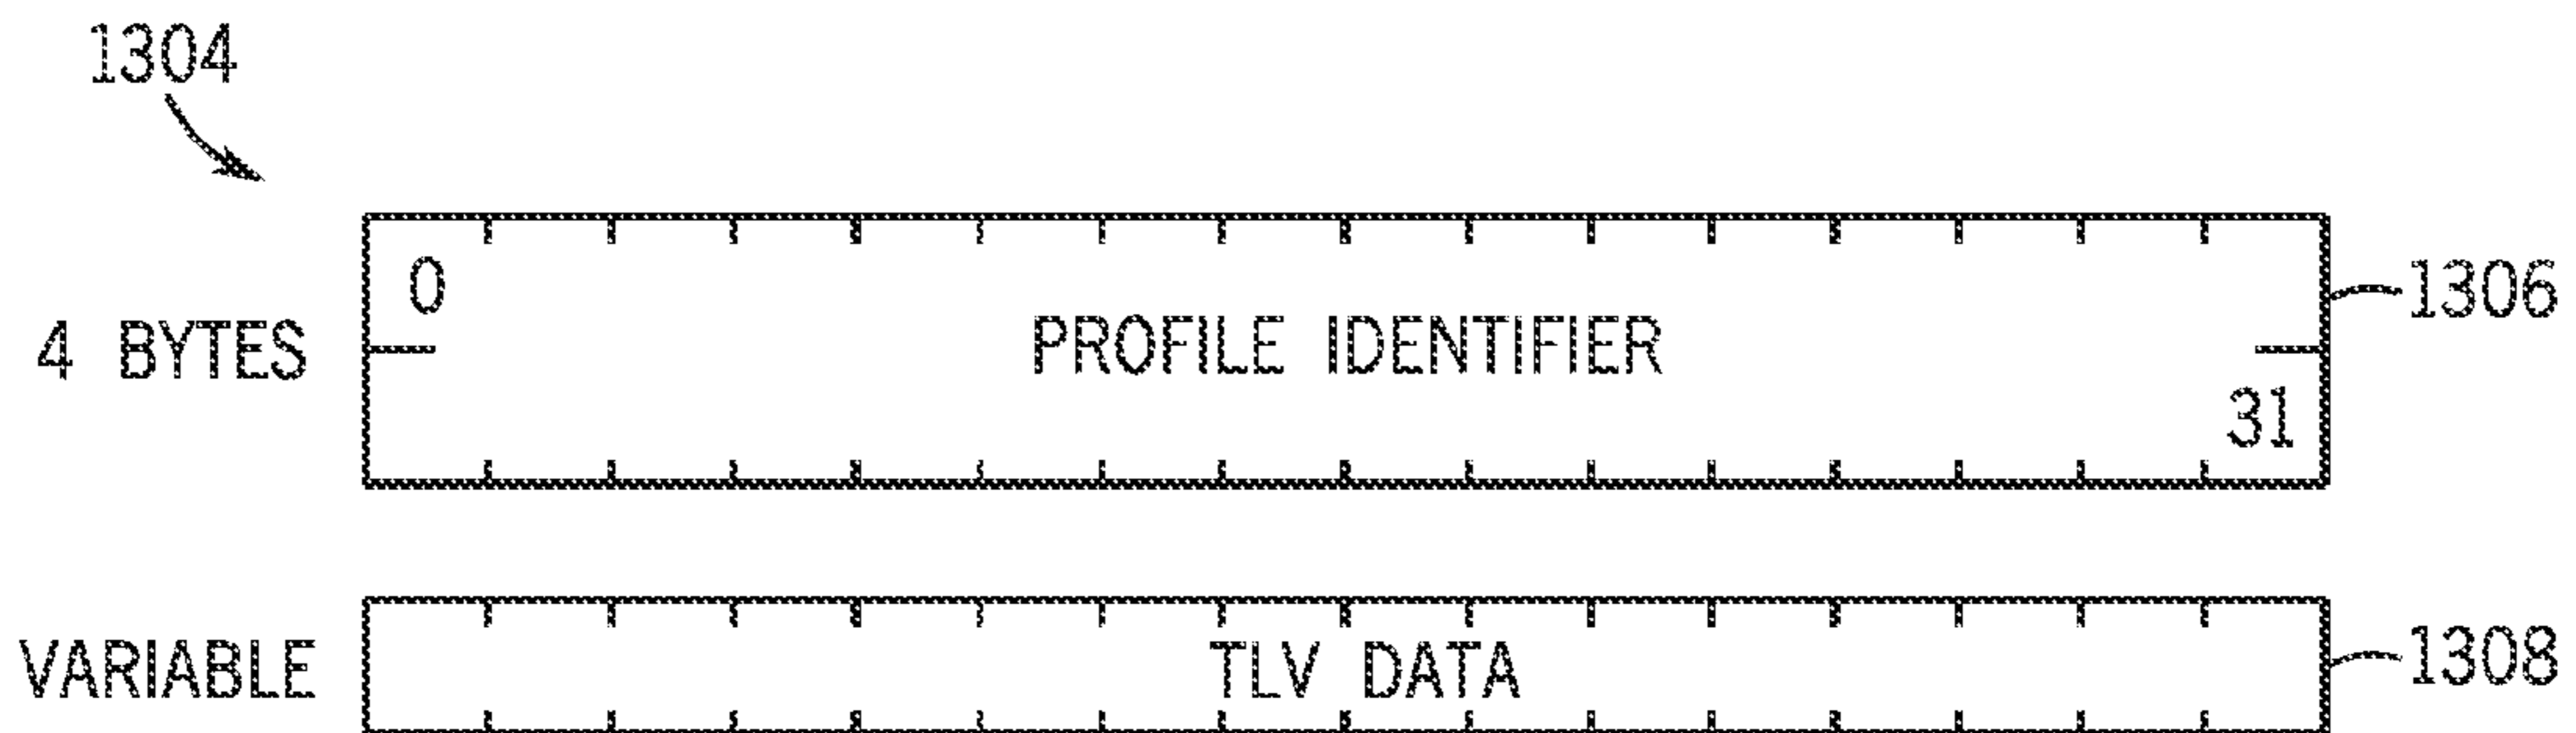 1304
0
1306
4 BYTES
PROFILE IDENTIFIER
31
VARIABLE
TLV DATA
1308